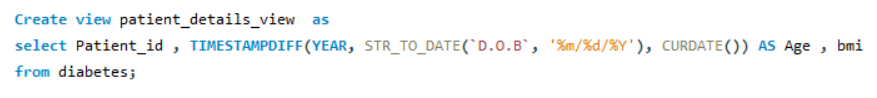 Create view patient_details_view  as
select Patient_id , TIMESTAMPDIFF(YEAR, STR_TO_DATE(`D.O.B`, '%m/%d/%Y'), CURDATE()) AS Age , bmi
from diabetes;